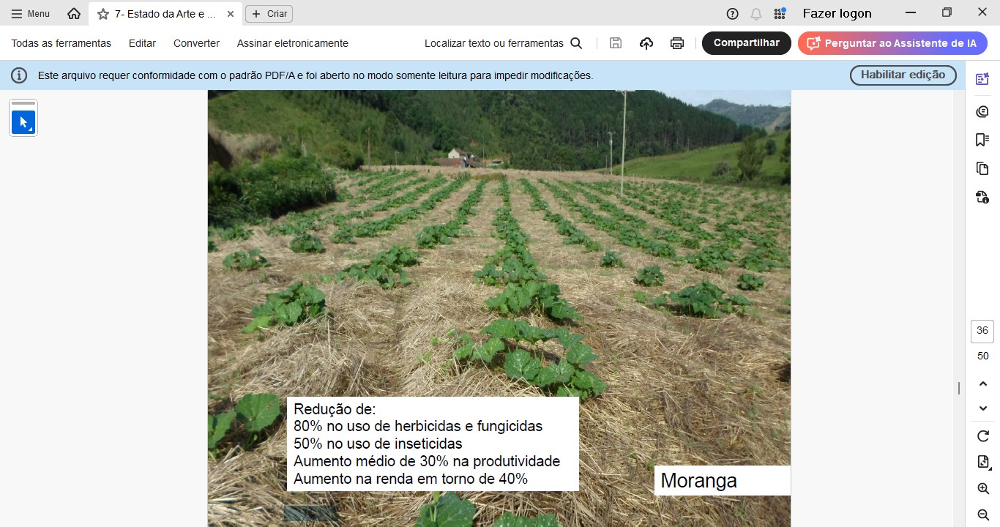 Menu
7- Estado da Arte e ...
Criar
Fazer logon
Todas as ferramentas
Editar
Converter
Assinar eletronicamente
Localizar texto ou ferramentas
Compartilhar
Perguntar ao Assistente de IA
Este arquivo requer conformidade com o padrão PDF/A e foi aberto no modo somente leitura para impedir modificações.
Habilitar edição
36
50
Redução de:
80% no uso de herbicidas e fungicidas
50% no uso de inseticidas
Aumento médio de 30% na produtividade
Aumento na renda em torno de 40%
Moranga